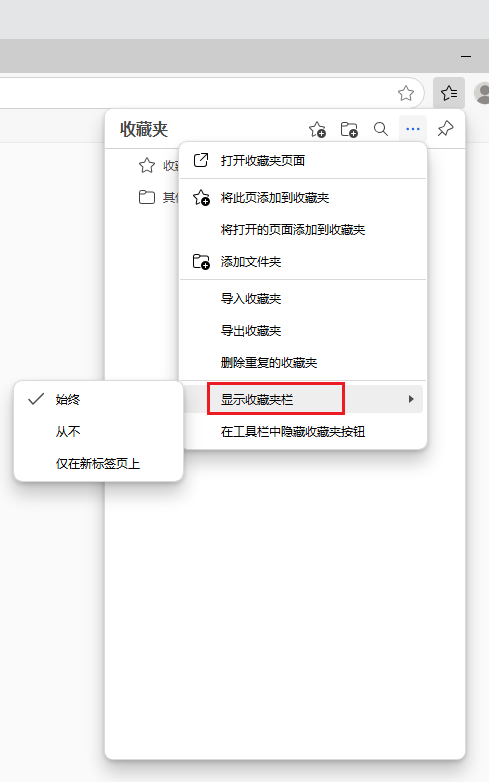 收藏夹
打开收藏夹页面
收藏
其他
将此页添加到收藏夹
将打开的页面添加到收藏夹
添加文件夹
导入收藏夹
导出收藏夹
删除重复的收藏夹
显示收藏夹栏
在工具栏中隐藏收藏夹按钮
始终
从不
仅在新标签页上